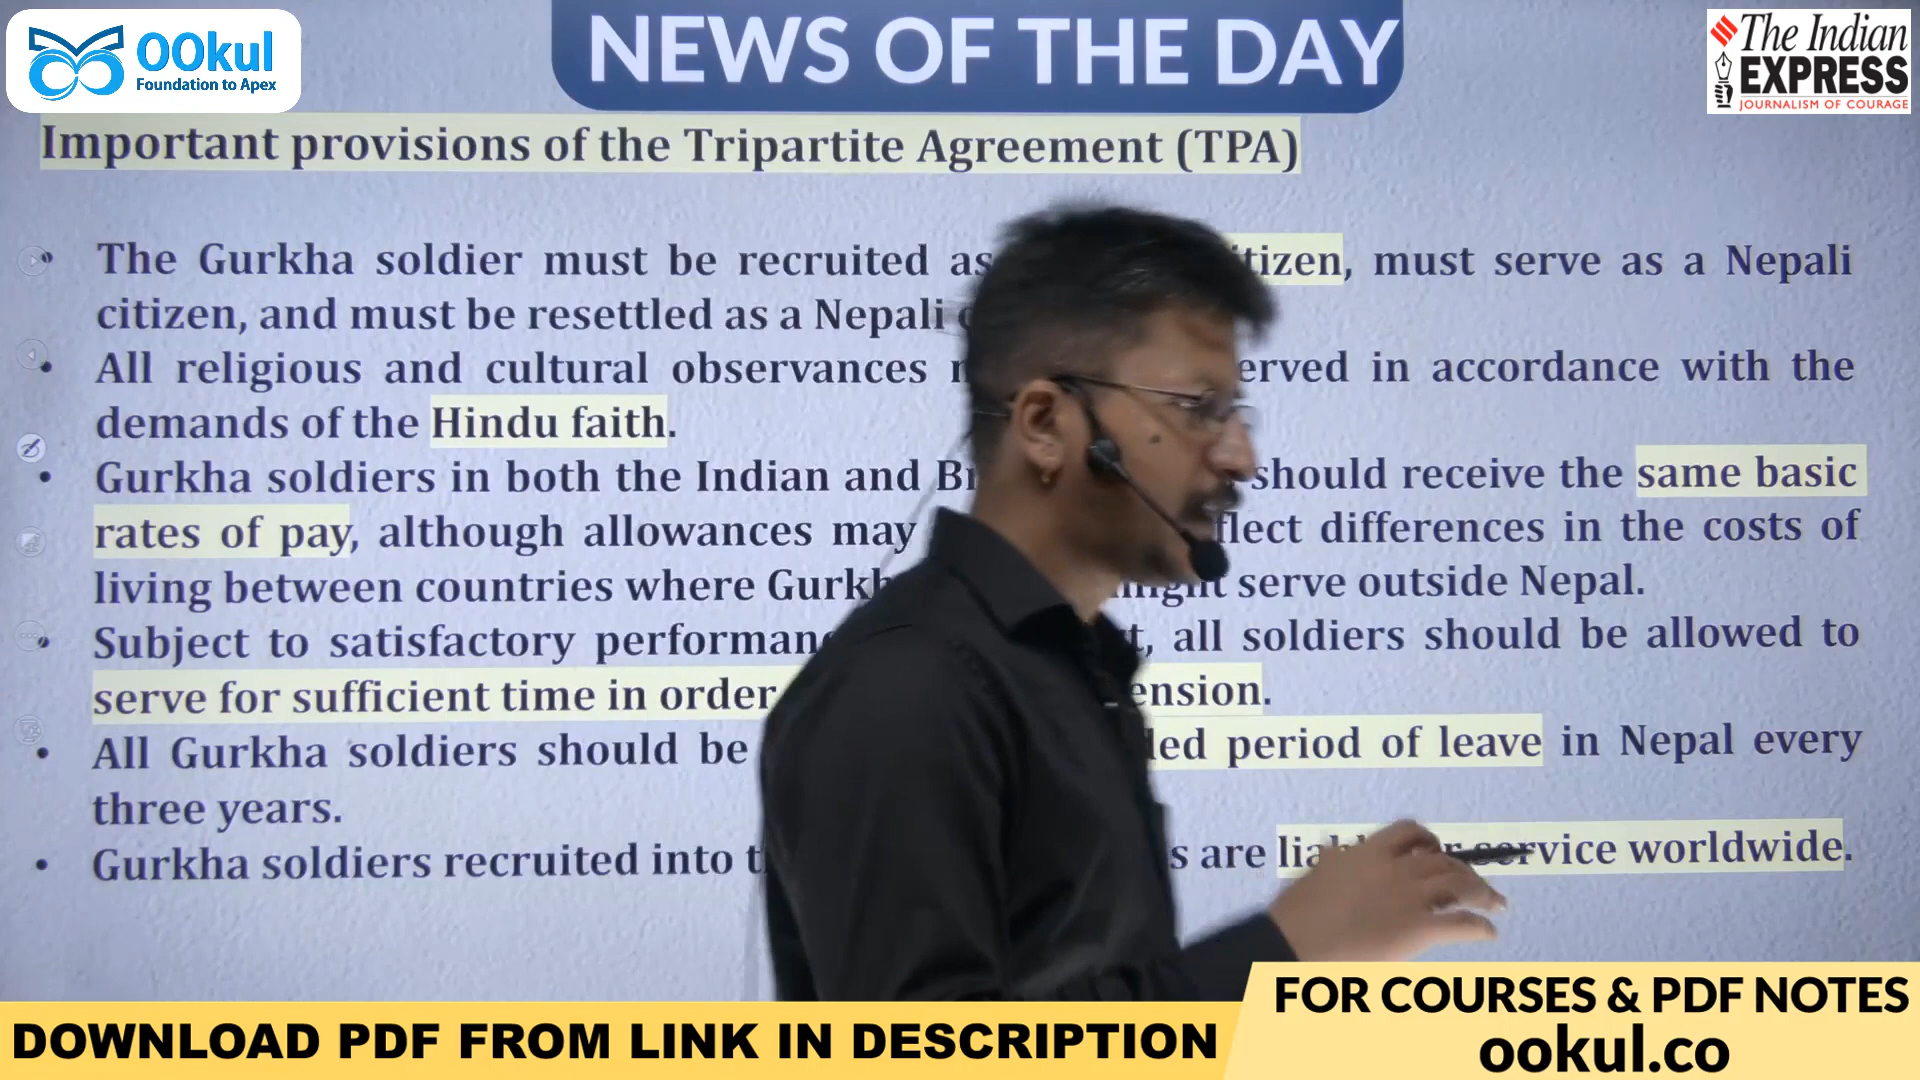 OOkul
Foundation to Apex
NEWS OF THE DAY
The Indian
EXPRESS
JOURNALISM OF COURAGE
Important provisions of the Tripartite Agreement (TPA)
• The Gurkha soldier must be recruited as tizen, must serve as a Nepali
citizen, and must be resettled as a Nepali
• All religious and cultural observances erved in accordance with the
demands of the Hindu faith.
• Gurkha soldiers in both the Indian and should receive the same basic
rates of pay, although allowances may flect differences in the costs of
living between countries where might serve outside Nepal.
• Subject to satisfactory all soldiers should be allowed to
serve for sufficient time in order ension.
• All Gurkha soldiers should be led period of leave in Nepal every
three years.
• Gurkha soldiers recruited into are service worldwide.
DOWNLOAD PDF FROM LINK IN DESCRIPTION
FOR COURSES & PDF NOTES
ookul.co